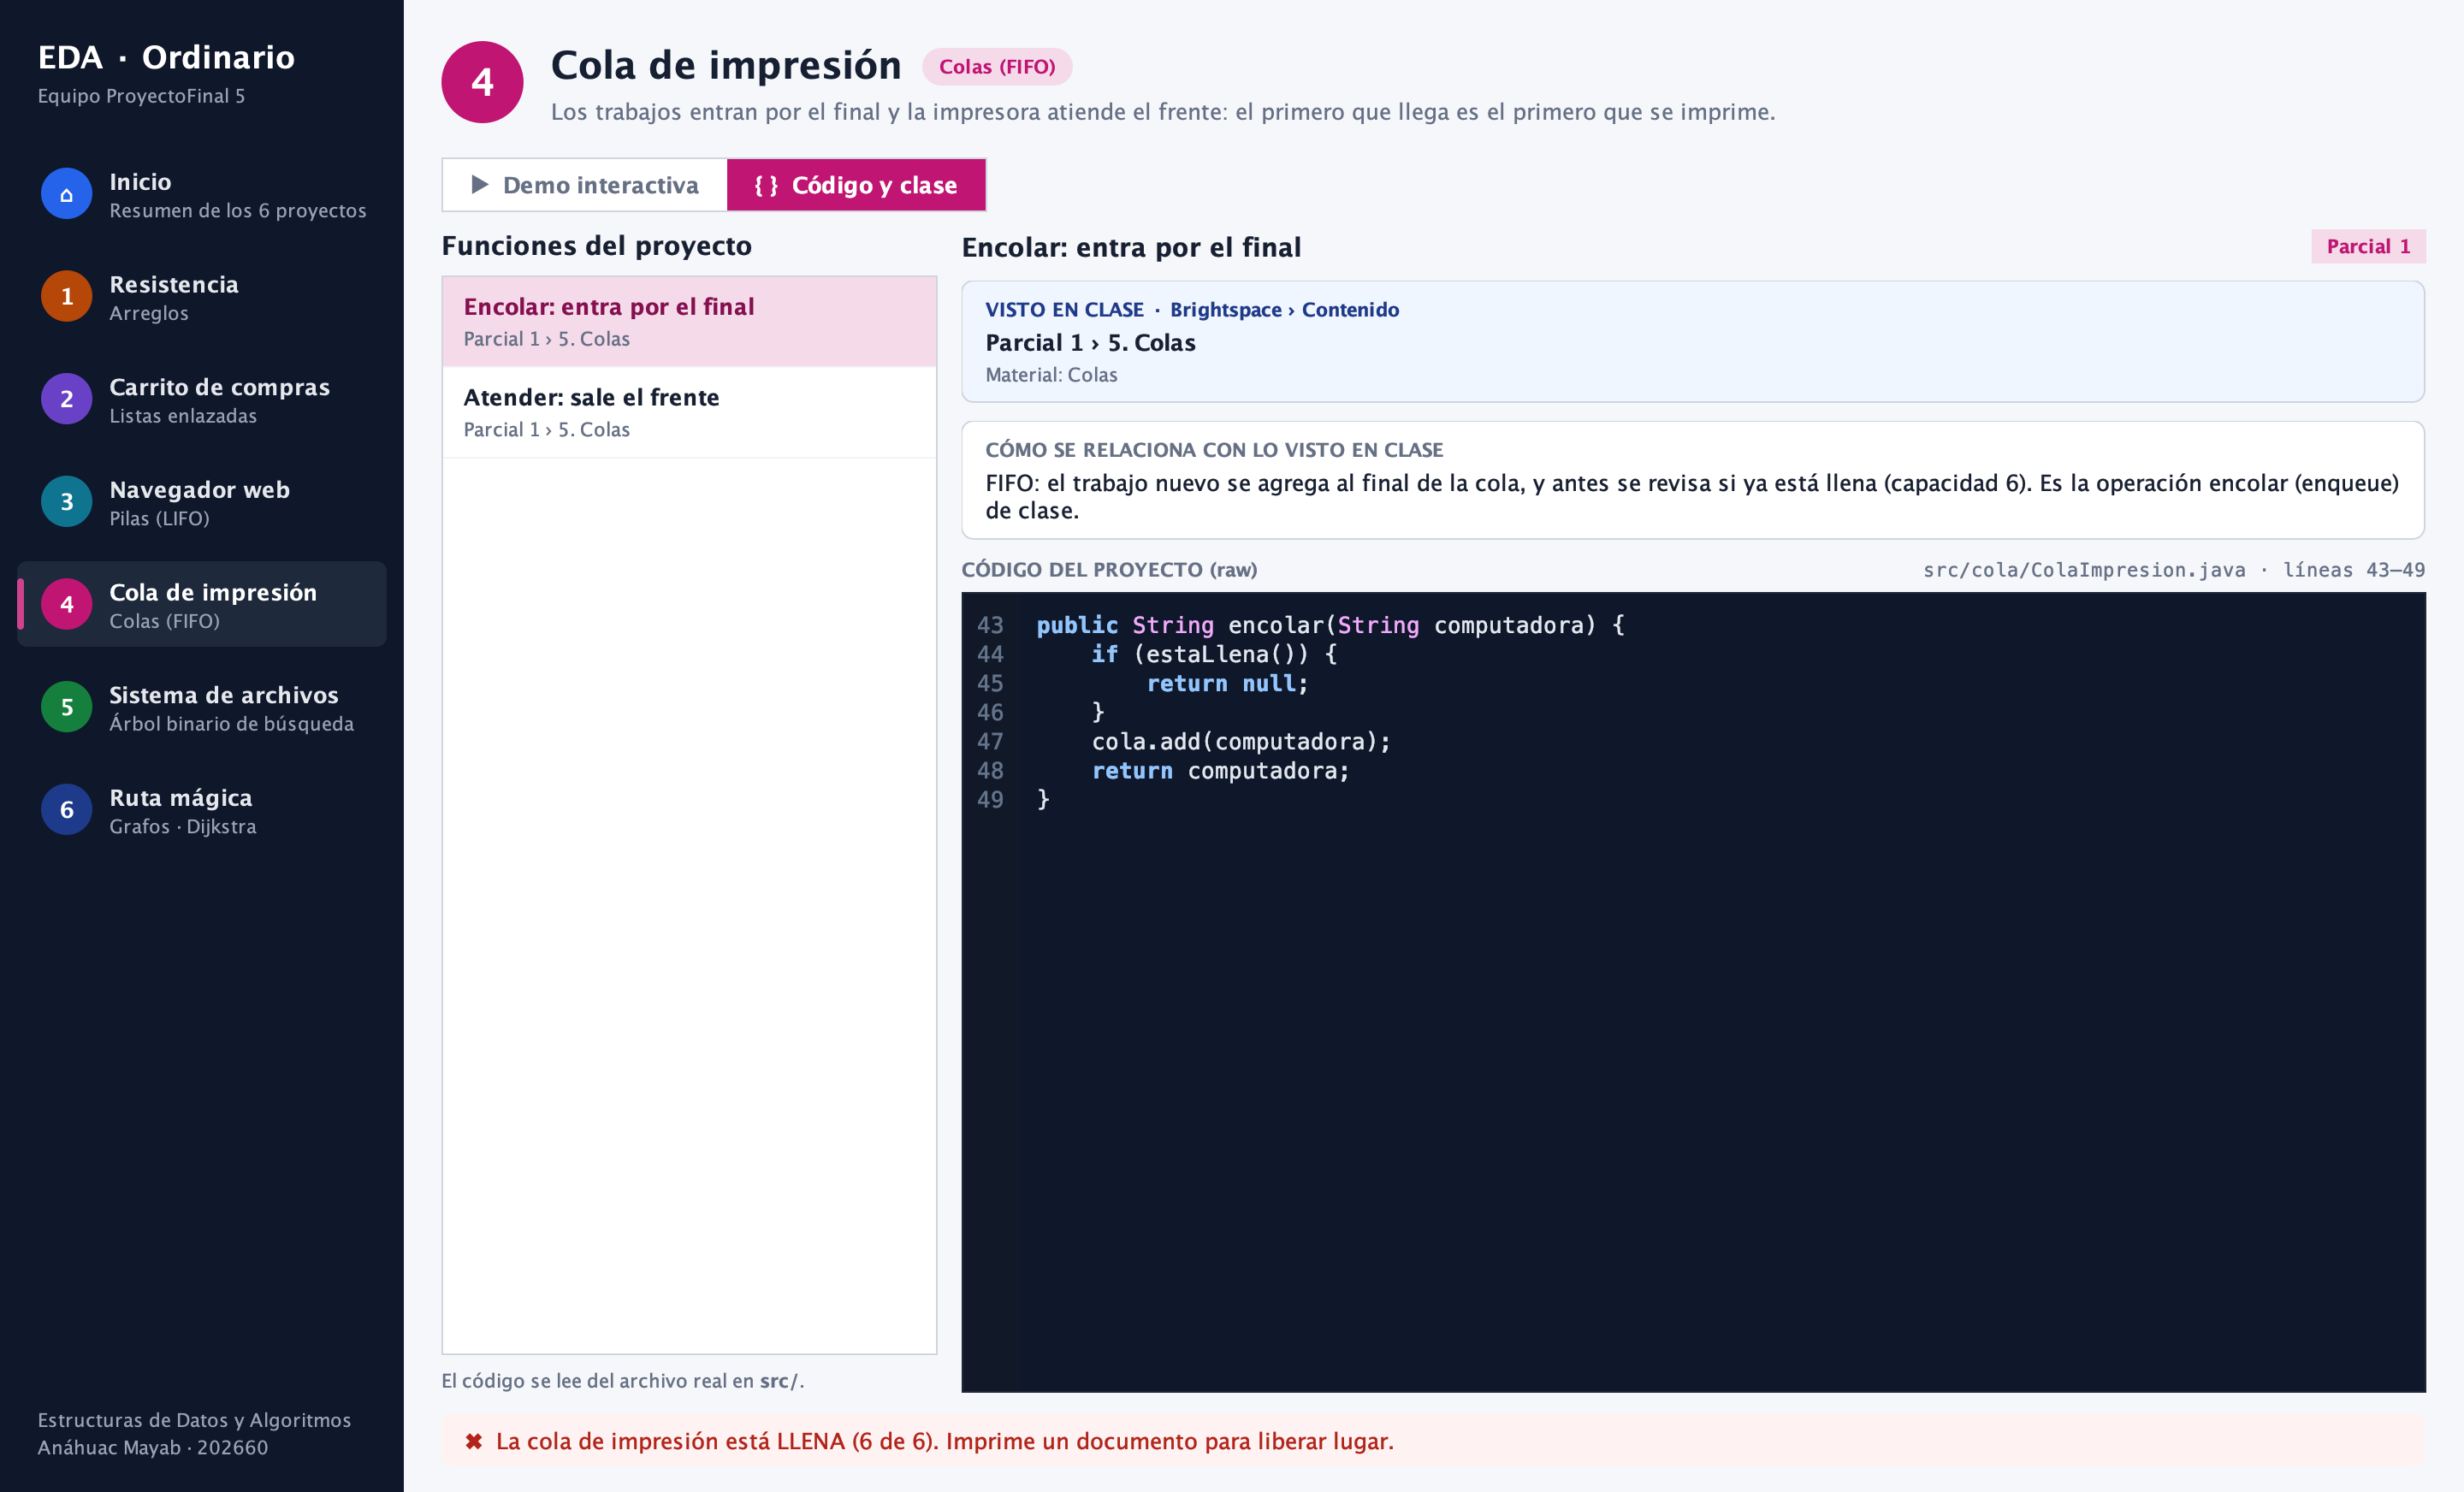 EDA · Ordinario
Equipo ProyectoFinal 5
⌂
Inicio
Resumen de los 6 proyectos
1
Resistencia
Arreglos
2
Carrito de compras
Listas enlazadas
3
Navegador web
Pilas (LIFO)
4
Cola de impresión
Colas (FIFO)
5
Sistema de archivos
Árbol binario de búsqueda
6
Ruta mágica
Grafos · Dijkstra
Estructuras de Datos y Algoritmos
Anáhuac Mayab · 202660
4
Cola de impresión
Colas (FIFO)
Los trabajos entran por el final y la impresora atiende el frente: el primero que llega es el primero que se imprime.
▶ Demo interactiva
{ } Código y clase
Funciones del proyecto
Encolar: entra por el final
Parcial 1 › 5. Colas
Atender: sale el frente
Parcial 1 › 5. Colas
El código se lee del archivo real en src/.
Encolar: entra por el final
Parcial 1
VISTO EN CLASE · Brightspace › Contenido
Parcial 1 › 5. Colas
Material: Colas
CÓMO SE RELACIONA CON LO VISTO EN CLASE
FIFO: el trabajo nuevo se agrega al final de la cola, y antes se revisa si ya está llena (capacidad 6). Es la operación encolar (enqueue)
de clase.
CÓDIGO DEL PROYECTO (raw)
src/cola/ColaImpresion.java · líneas 43–49
43 public String encolar(String computadora) {
44     if (estaLlena()) {
45         return null;
46     }
47     cola.add(computadora);
48     return computadora;
49 }
✖ La cola de impresión está LLENA (6 de 6). Imprime un documento para liberar lugar.